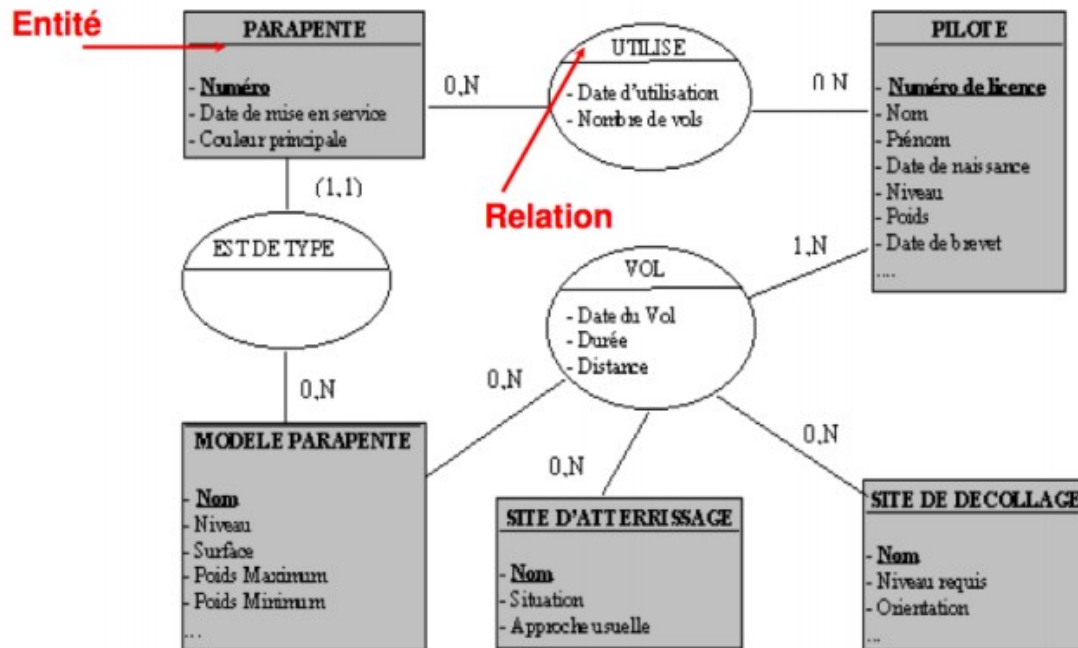 Entité
PARAPENTE
- Numéro
- Date de mise en service
- Couleur principale
0,N
UTILISE
- Date d'utilisation
- Nombre de vols
0.N
PILOTE
- Numéro de licence
- Nom
- Prénom
- Date de naissance
- Niveau
- Poids
- Date de brevet
....
Relation
(1,1)
EST DE TYPE
0,N
VOL
- Date du Vol
- Durée
- Distance
1,N
0,N
0,N
0,N
MODELE PARAPENTE
- Nom
- Niveau
- Surface
- Poids Maximum
- Poids Minimum
...
SITE D'ATTERRISSAGE
- Nom
- Situation
- Approche usuelle
SITE DE DECOLLAGE
- Nom
- Niveau requis
- Orientation
...